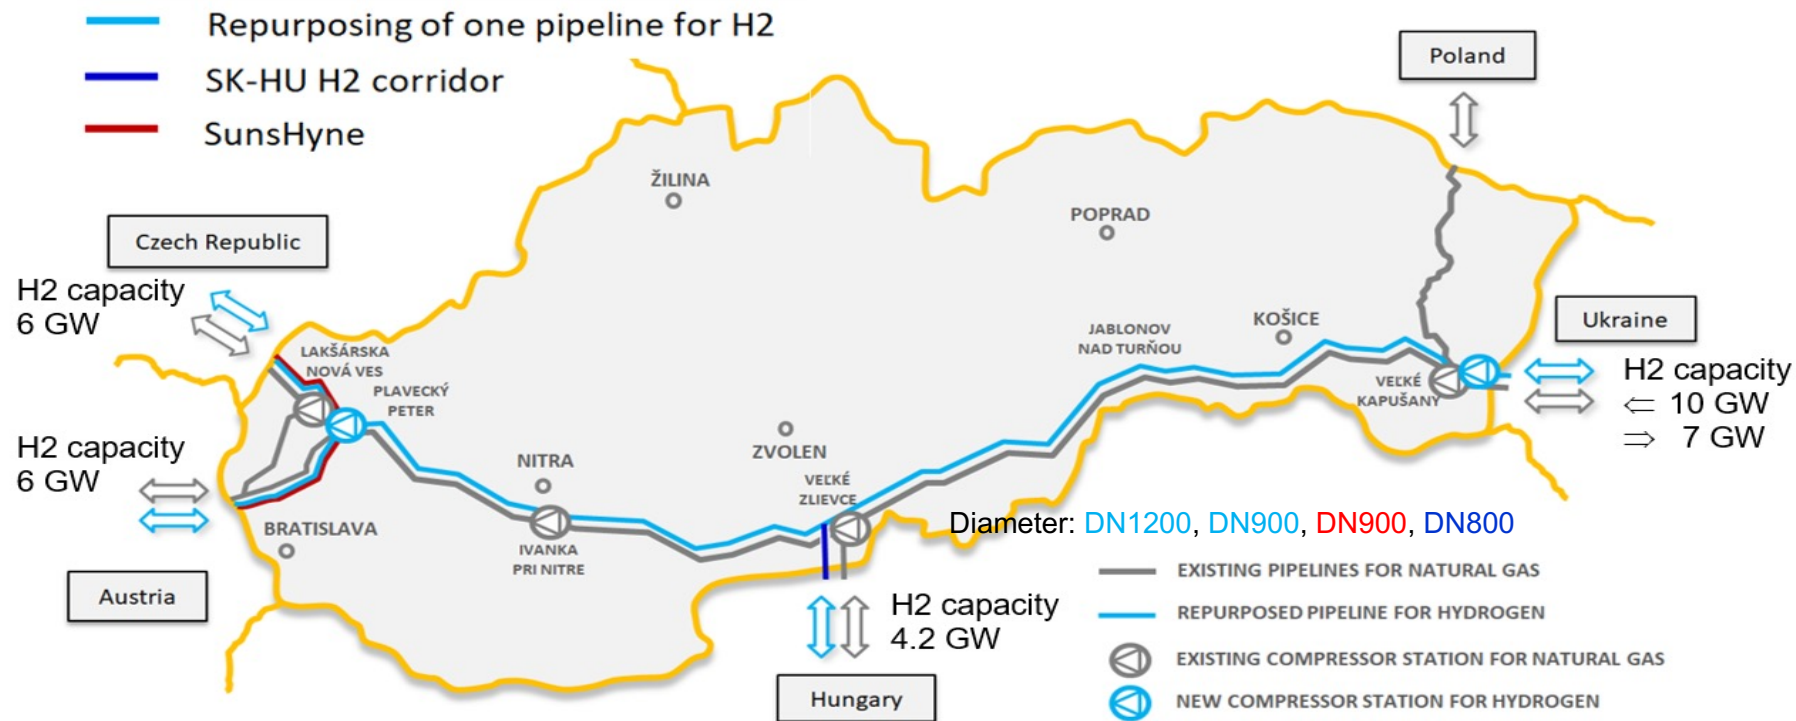 Repurposing of one pipeline for H2
SK-HU H2 corridor
SunsHyne
Poland
ŽILINA
POPRAD
Czech Republic
H2 capacity
6 GW
LAKŠÁRSKA
NOVÁ VES
PLAVECKÝ
PETER
JABLONOV
NAD TURŇOU
KOŠICE
Ukraine
VEĽKÉ
KAPUŠANY
H2 capacity
⇐ 10 GW
⇒ 7 GW
H2 capacity
6 GW
NITRA
ZVOLEN
VEĽKÉ
ZLIEVCE
BRATISLAVA
IVANKA
PRI NITRE
Diameter: DN1200, DN900, DN900, DN800
Austria
H2 capacity
4.2 GW
Hungary
EXISTING PIPELINES FOR NATURAL GAS
REPURPOSED PIPELINE FOR HYDROGEN
EXISTING COMPRESSOR STATION FOR NATURAL GAS
NEW COMPRESSOR STATION FOR HYDROGEN